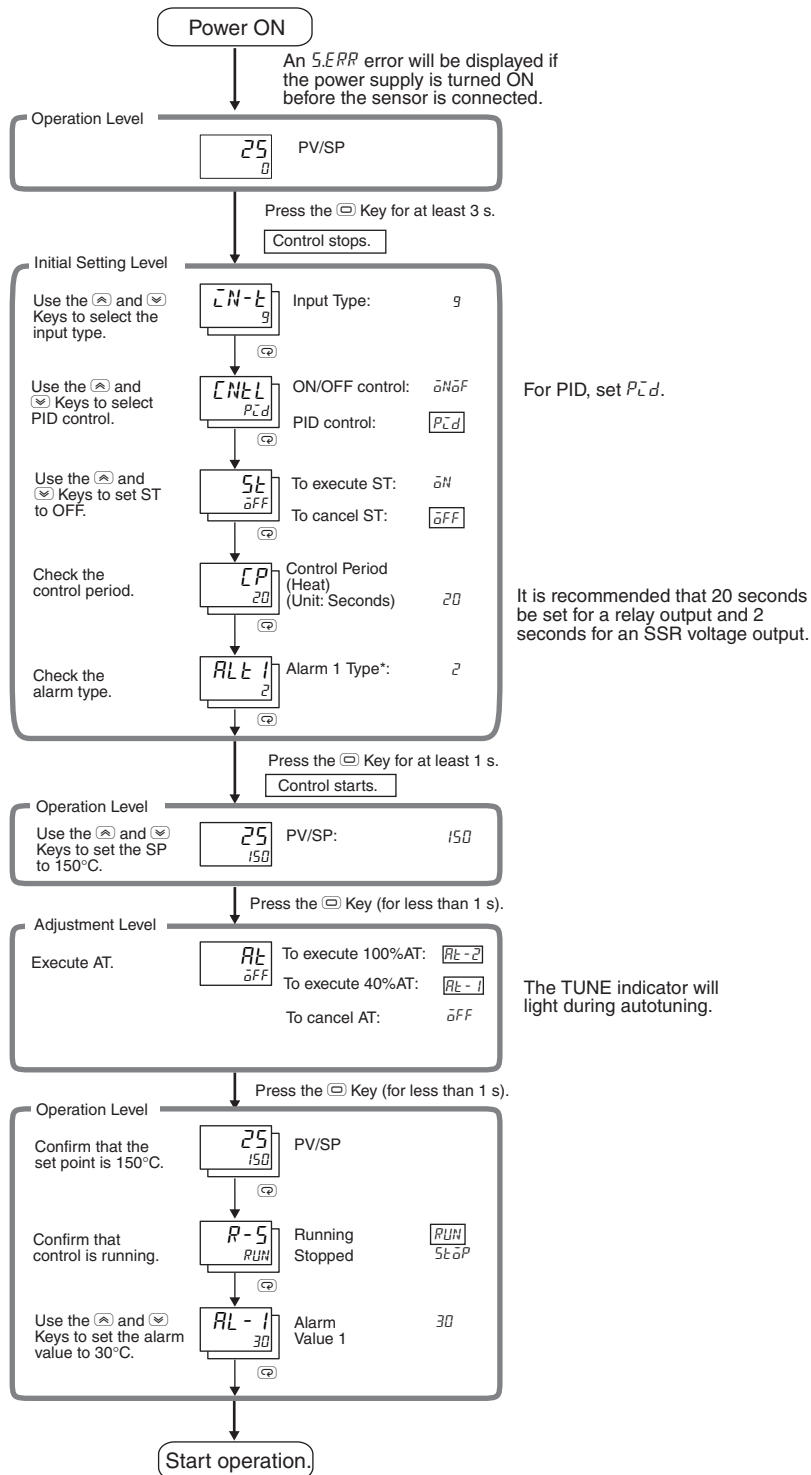 Power ON
An S.ERR error will be displayed if
the power supply is turned ON
before the sensor is connected.
Operation Level
25
0
PV/SP
Press the Key for at least 3 s.
Control stops.
Initial Setting Level
Use the and
Keys to select the
input type.
IN-t
9
Input Type:
9
Use the and
Keys to select
PID control.
CNtL
PId
ON/OFF control:
oNoF
PID control:
PId
For PID, set PId.
Use the and
Keys to set ST
to OFF.
St
oFF
To execute ST:
oN
To cancel ST:
oFF
Check the
control period.
CP
20
Control Period
(Heat)
(Unit: Seconds)
20
It is recommended that 20 seconds
be set for a relay output and 2
seconds for an SSR voltage output.
Check the
alarm type.
ALt1
2
Alarm 1 Type*:
2
Press the Key for at least 1 s.
Control starts.
Operation Level
Use the and
Keys to set the SP
to 150°C.
25
150
PV/SP:
150
Press the Key (for less than 1 s).
Adjustment Level
Execute AT.
At
oFF
To execute 100%AT:
At-2
To execute 40%AT:
At-1
To cancel AT:
oFF
The TUNE indicator will
light during autotuning.
Press the Key (for less than 1 s).
Operation Level
Confirm that the
set point is 150°C.
25
150
PV/SP
Confirm that
control is running.
R-S
RUN
Running
RUN
Stopped
StoP
Use the and
Keys to set the alarm
value to 30°C.
AL-1
30
Alarm
Value 1
30
Start operation.